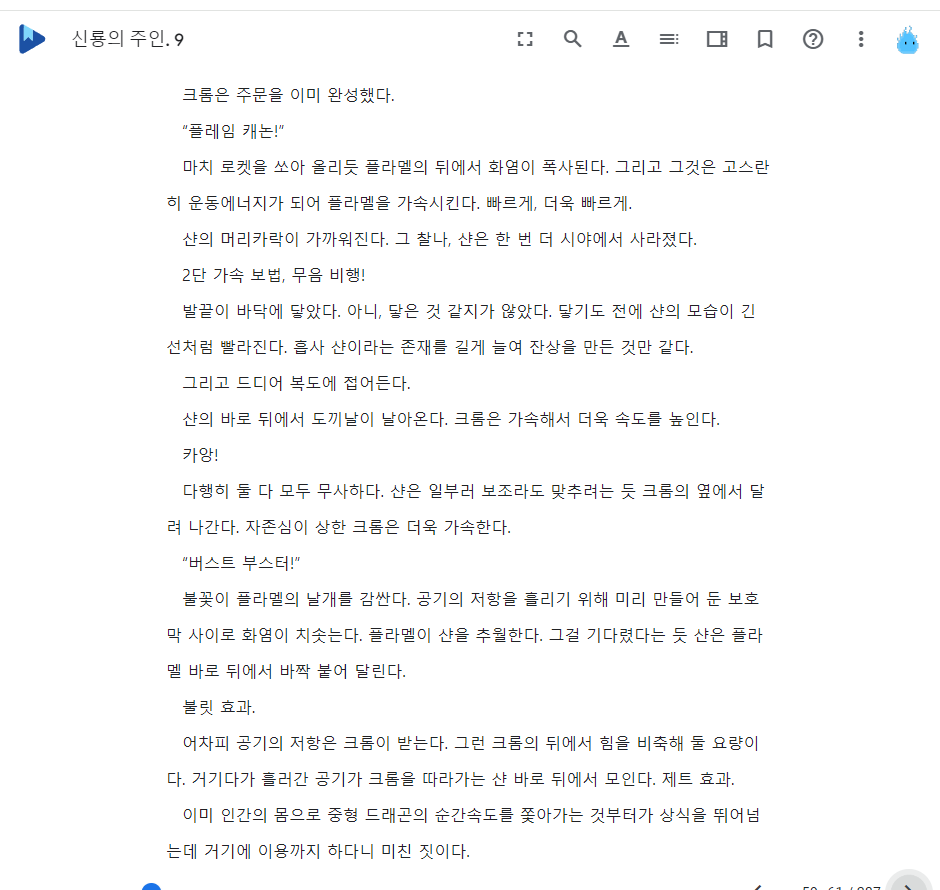 신룡의 주인. 9
크롬은 주문을 이미 완성했다.
“플레임 캐논!”
마치 로켓을 쏘아 올리듯 플라멜의 뒤에서 화염이 폭사된다. 그리고 그것은 고스란
히 운동에너지가 되어 플라멜을 가속시킨다. 빠르게, 더욱 빠르게.
샨의 머리카락이 가까워진다. 그 찰나, 샨은 한 번 더 시야에서 사라졌다.
2단 가속 보법, 무음 비행!
발끝이 바닥에 닿았다. 아니, 닿은 것 같지가 않았다. 닿기도 전에 샨의 모습이 긴
선처럼 빨라진다. 흡사 샨이라는 존재를 길게 늘여 잔상을 만든 것만 같다.
그리고 드디어 복도에 접어든다.
샨의 바로 뒤에서 도끼날이 날아온다. 크롬은 가속해서 더욱 속도를 높인다.
카앙!
다행히 둘 다 모두 무사하다. 샨은 일부러 보조라도 맞추려는 듯 크롬의 옆에서 달
려 나간다. 자존심이 상한 크롬은 더욱 가속한다.
“버스트 부스터!”
불꽃이 플라멜의 날개를 감싼다. 공기의 저항을 흘리기 위해 미리 만들어 둔 보호
막 사이로 화염이 치솟는다. 플라멜이 샨을 추월한다. 그걸 기다렸다는 듯 샨은 플라
멜 바로 뒤에서 바짝 붙어 달린다.
불릿 효과.
어차피 공기의 저항은 크롬이 받는다. 그런 크롬의 뒤에서 힘을 비축해 둘 요량이
다. 거기다가 흘러간 공기가 크롬을 따라가는 샨 바로 뒤에서 모인다. 제트 효과.
이미 인간의 몸으로 중형 드래곤의 순간속도를 쫓아가는 것부터가 상식을 뛰어넘
는데 거기에 이용까지 하다니 미친 짓이다.